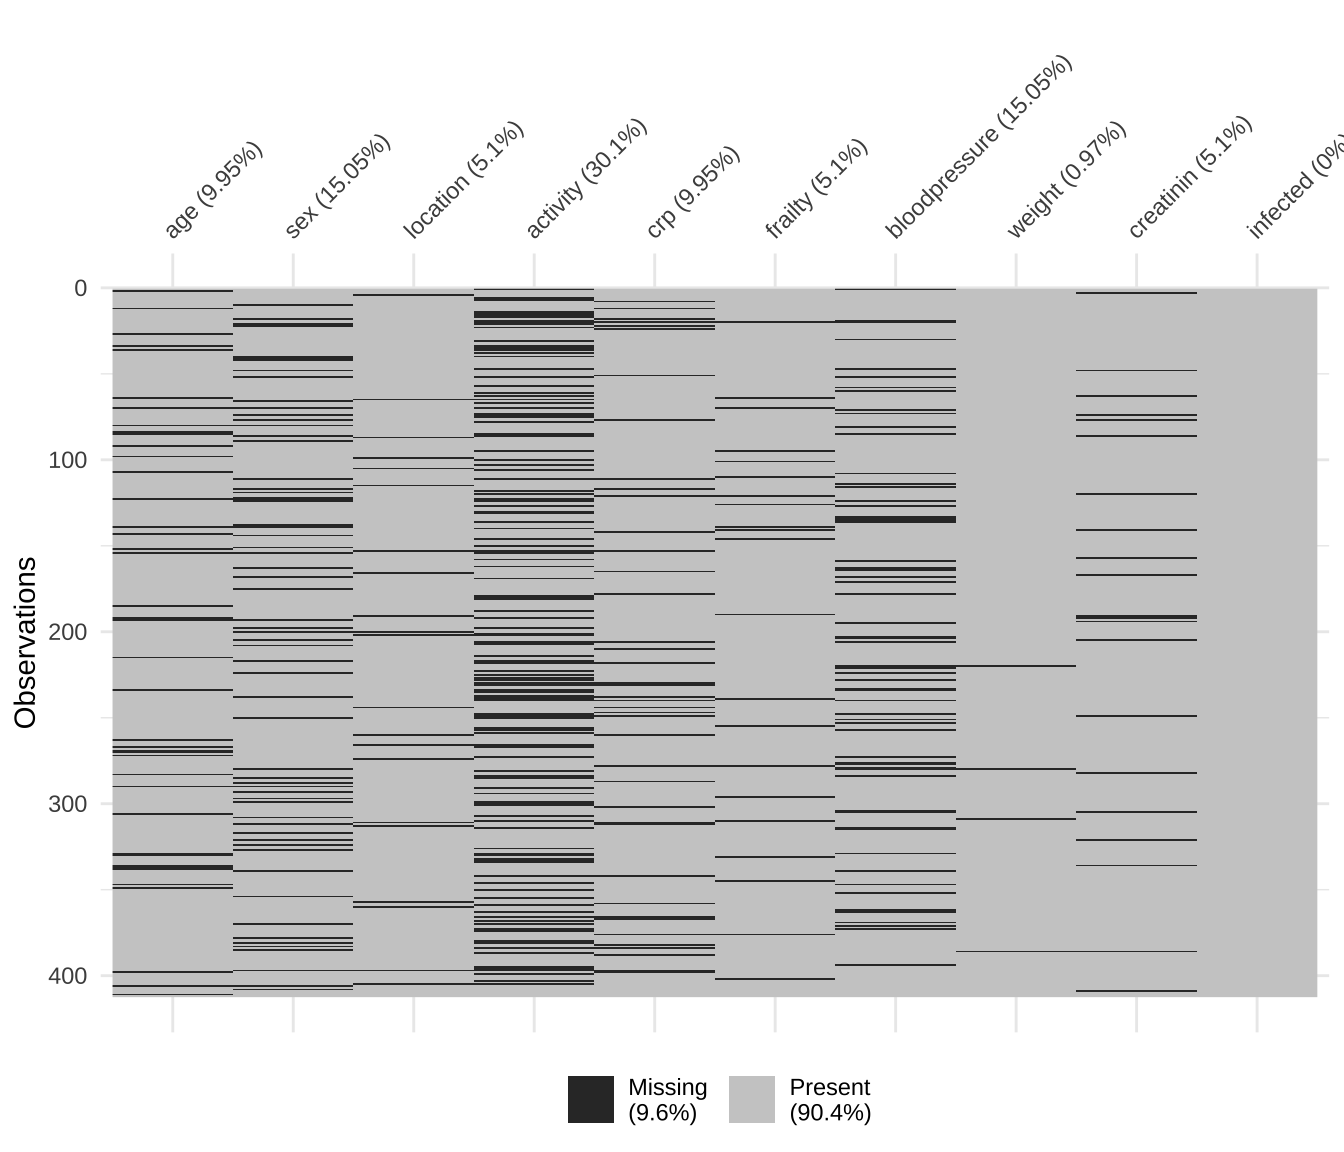 age (9.95%)
sex (15.05%)
location (5.1%)
activity (30.1%)
crp (9.95%)
frailty (5.1%)
bloodpressure (15.05%)
weight (0.97%)
creatinin (5.1%)
infected (0%
Observations
0
100
200
300
400
Missing
(9.6%)
Present
(90.4%)